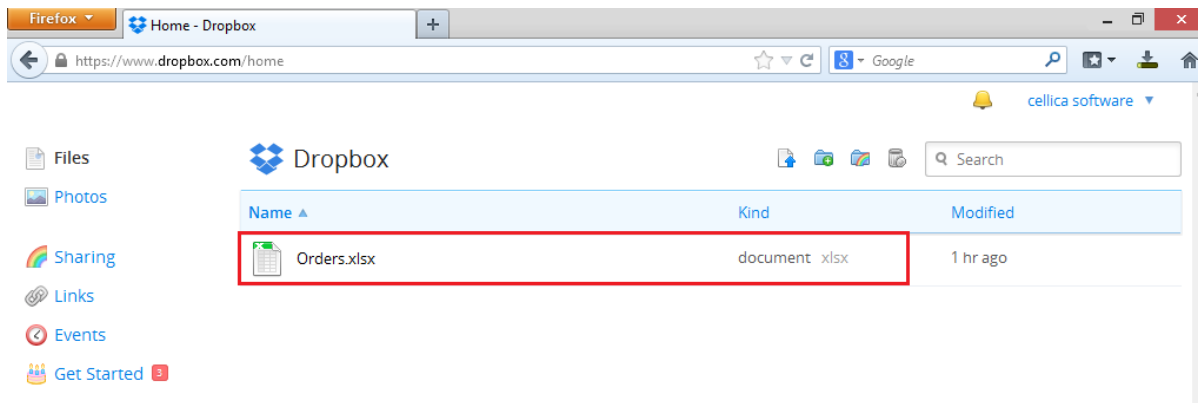 Firefox
Home - Dropbox
https://www.dropbox.com/home
8 Google
cellica software
Files
Dropbox
Search
Photos
Name Kind Modified
Orders.xlsx document xlsx 1 hr ago
Sharing
Links
Events
Get Started 3